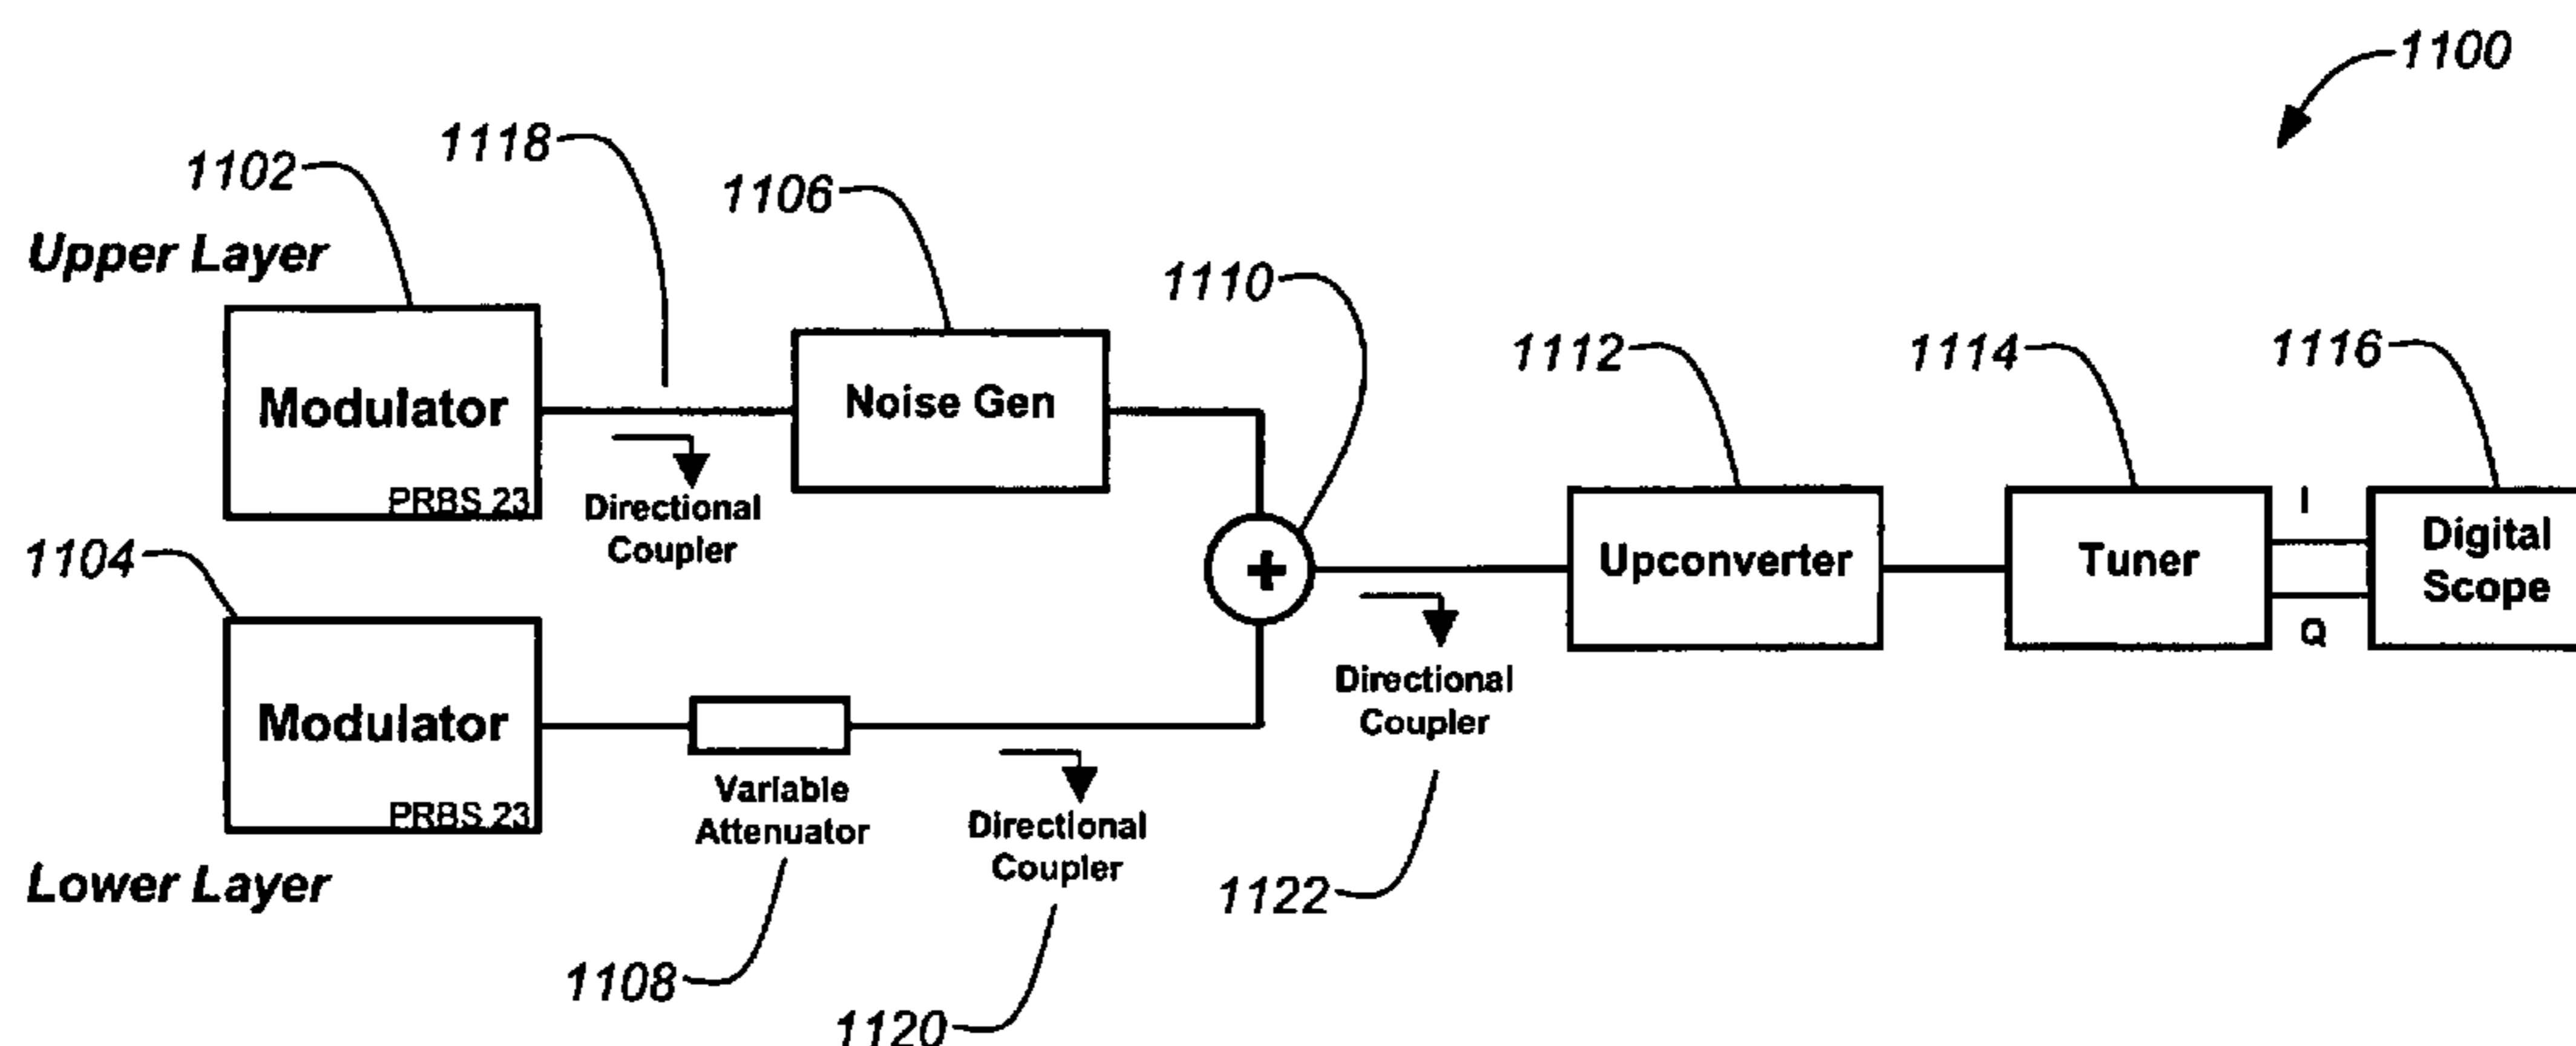 1100
1118
1102
1106
Upper Layer
1110
1112
1114
1116
Modulator
PRBS 23
Noise Gen
Directional
Coupler
1104
I
Upconverter
Tuner
Digital
Scope
Q
Modulator
PRBS 23
Directional
Coupler
Variable
Attenuator
Directional
Coupler
Lower Layer
1122
1108
1120